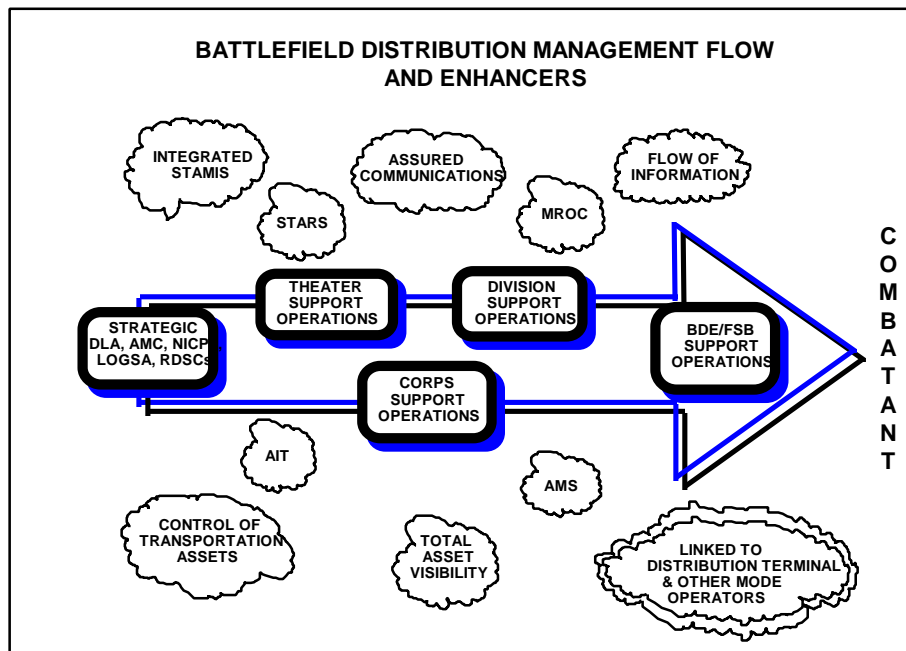 BATTLEFIELD DISTRIBUTION MANAGEMENT FLOW
AND ENHANCERS
INTEGRATED
STAMIS
STARS
ASSURED
COMMUNICATIONS
MROC
FLOW OF
INFORMATION
STRATEGIC
DLA, AMC, NICP,
LOGSA, RDSCs
THEATER
SUPPORT
OPERATIONS
DIVISION
SUPPORT
OPERATIONS
CORPS
SUPPORT
OPERATIONS
BDE/FSB
SUPPORT
OPERATIONS
COMBATANT
AIT
AMS
CONTROL OF
TRANSPORTATION
ASSETS
TOTAL
ASSET
VISIBILITY
LINKED TO
DISTRIBUTION TERMINAL
& OTHER MODE
OPERATORS